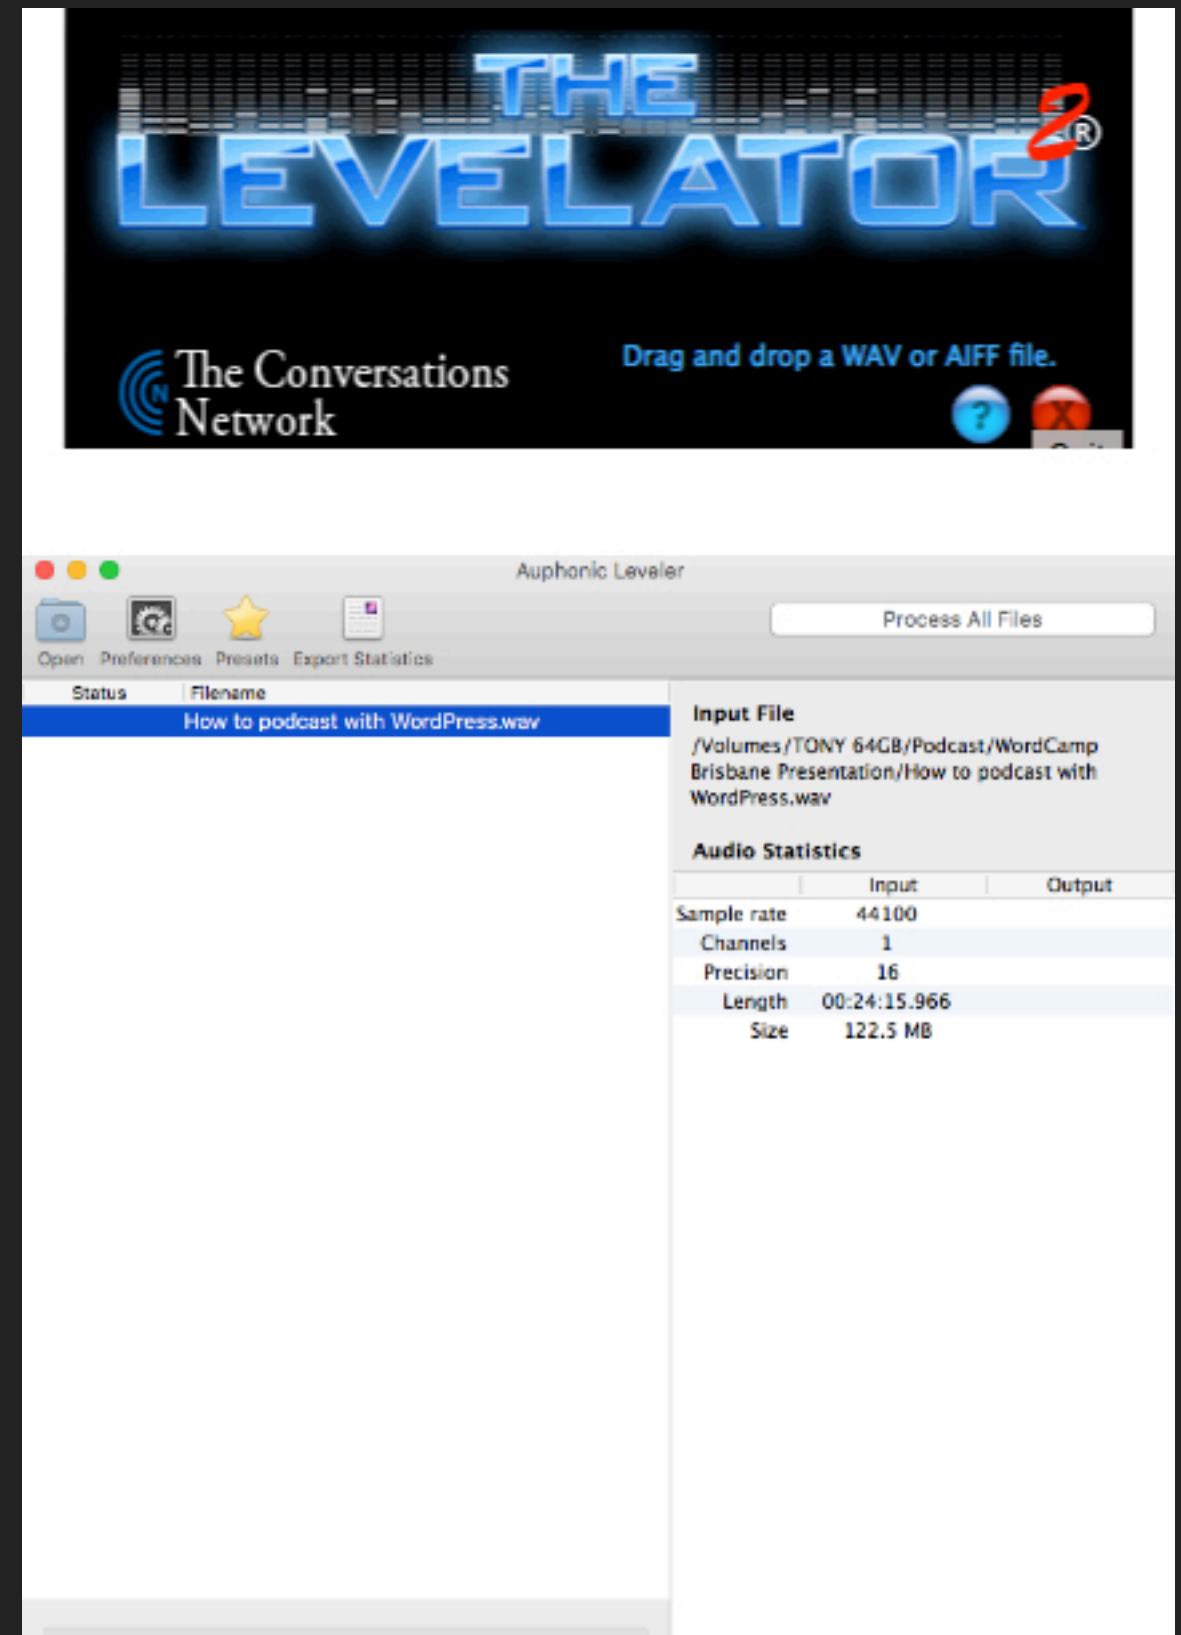 THE
LEVELATOR 2®
The Conversations
Network
N
Drag and drop a WAV or AIFF file.
? X
Auphonic Leveler
Process All Files
Open Preferences Presets Export Statistics
Status Filename
How to podcast with WordPress.wav
Input File
/Volumes/TONY 64GB/Podcast/WordCamp
Brisbane Presentation/How to podcast with
WordPress.wav
Audio Statistics
Input Output
Sample rate 44100
Channels 1
Precision 16
Length 00:24:15.966
Size 122.5 MB